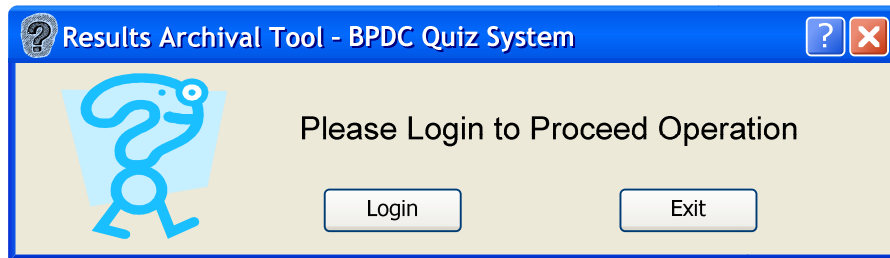 Results Archival Tool - BPDC Quiz System
Please Login to Proceed Operation
Login
Exit